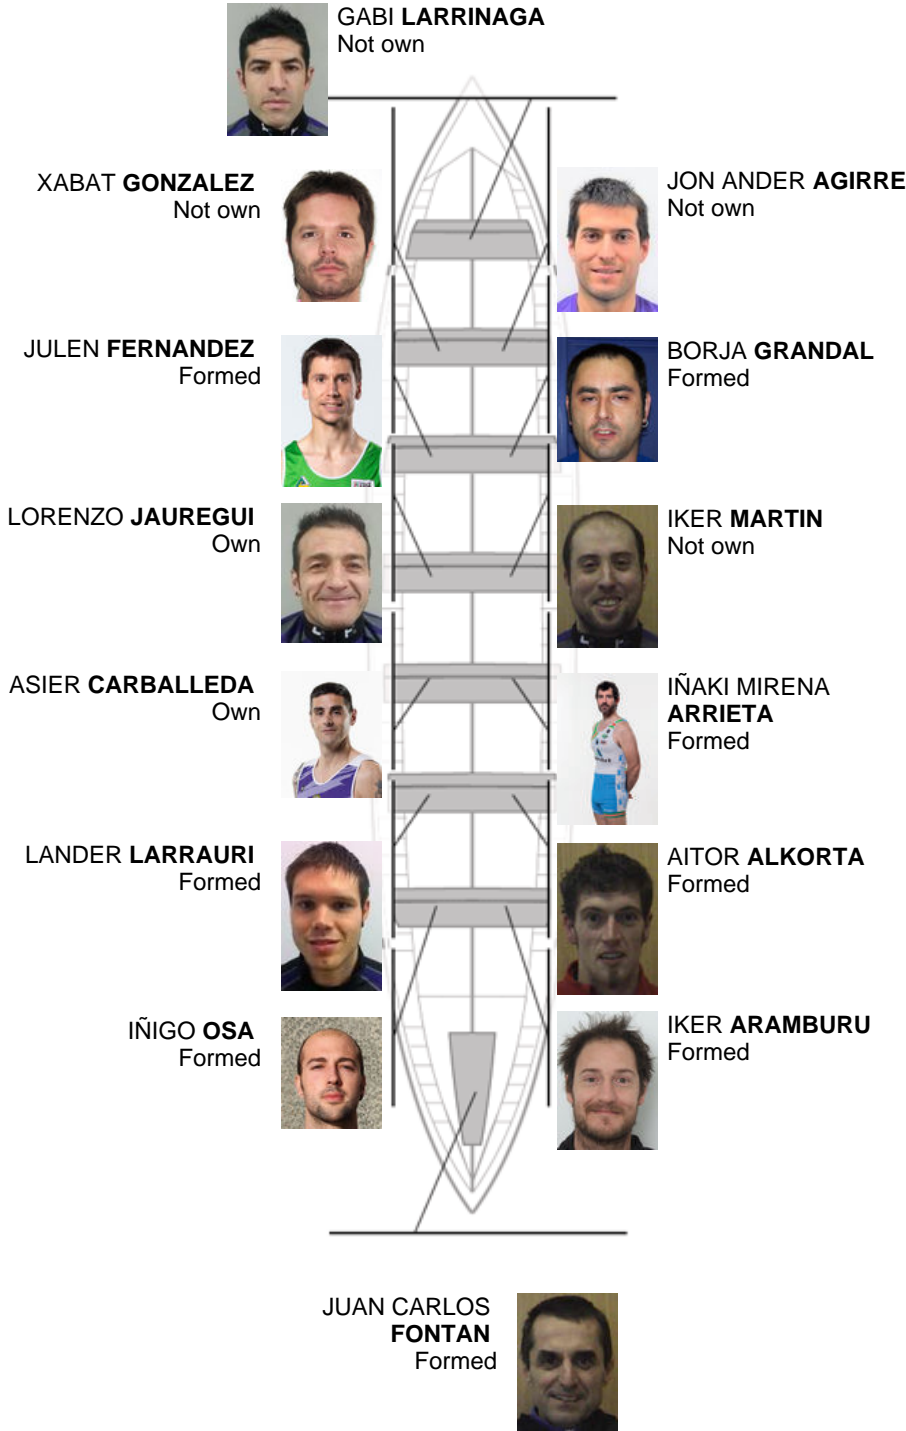 GABI LARRINAGA
Not own
XABAT GONZALEZ
Not own
JON ANDER AGIRRE
Not own
JULEN FERNANDEZ
Formed
BORJA GRANDAL
Formed
LORENZO JAUREGUI
Own
IKER MARTIN
Not own
ASIER CARBALLEDA
Own
IÑAKI MIRENA
ARRIETA
Formed
LANDER LARRAURI
Formed
AITOR ALKORTA
Formed
IÑIGO OSA
Formed
IKER ARAMBURU
Formed
JUAN CARLOS
FONTAN
Formed